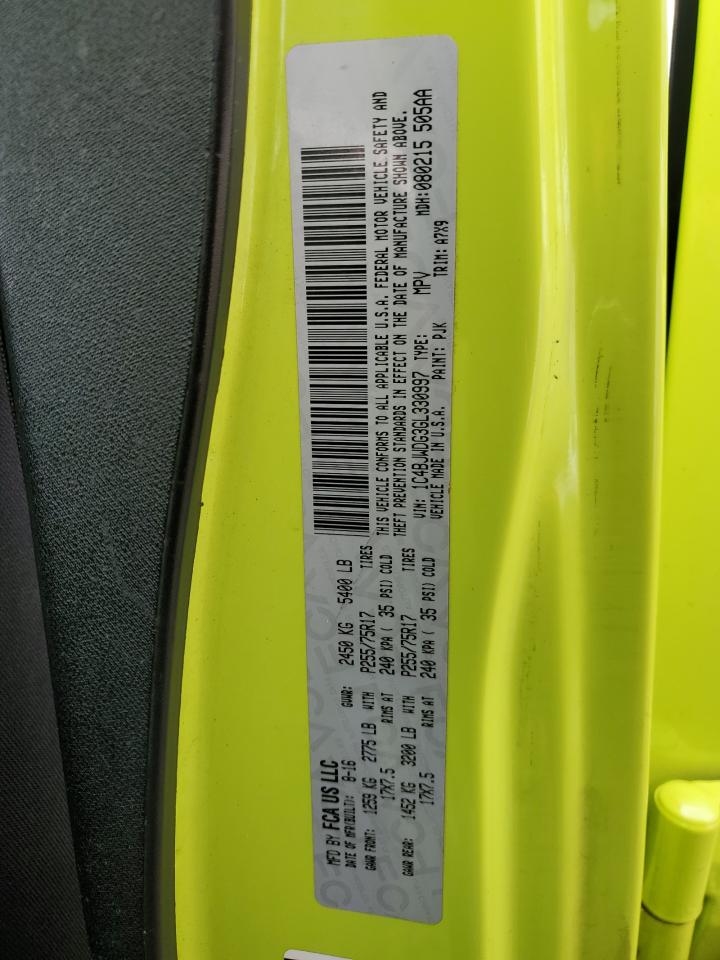 MFD BY FCA US LLC
DATE OF MFR(BUILT): 8-16 GVWR: 2450 KG 5400 LB
GAWR FRONT: 1259 KG 2775 LB WITH P255/75R17 TIRES
17X7.5 RIMS AT 240 KPA ( 35 PSI) COLD
GAWR REAR: 1452 KG 3200 LB WITH P255/75R17 TIRES
17X7.5 RIMS AT 240 KPA ( 35 PSI) COLD
THIS VEHICLE CONFORMS TO ALL APPLICABLE U.S.A. FEDERAL MOTOR VEHICLE SAFETY AND
THEFT PREVENTION STANDARDS IN EFFECT ON THE DATE OF MANUFACTURE SHOWN ABOVE.
VIN: 1C4BJWDG3GL330997 TYPE: MPV MDH:080215 505AA
VEHICLE MADE IN U.S.A. PAINT: PJK TRIM: A7X9